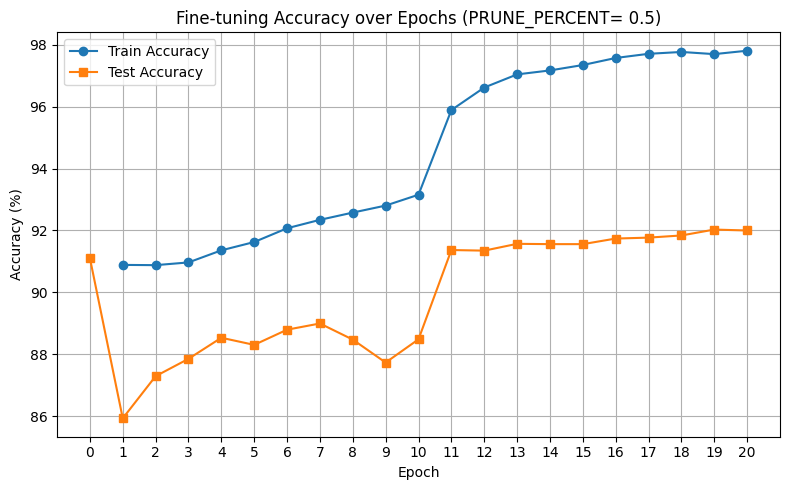 Fine-tuning Accuracy over Epochs (PRUNE_PERCENT= 0.5)
Train Accuracy
Test Accuracy
Accuracy (%)
98
96
94
92
90
88
86
0 1 2 3 4 5 6 7 8 9 10 11 12 13 14 15 16 17 18 19 20
Epoch